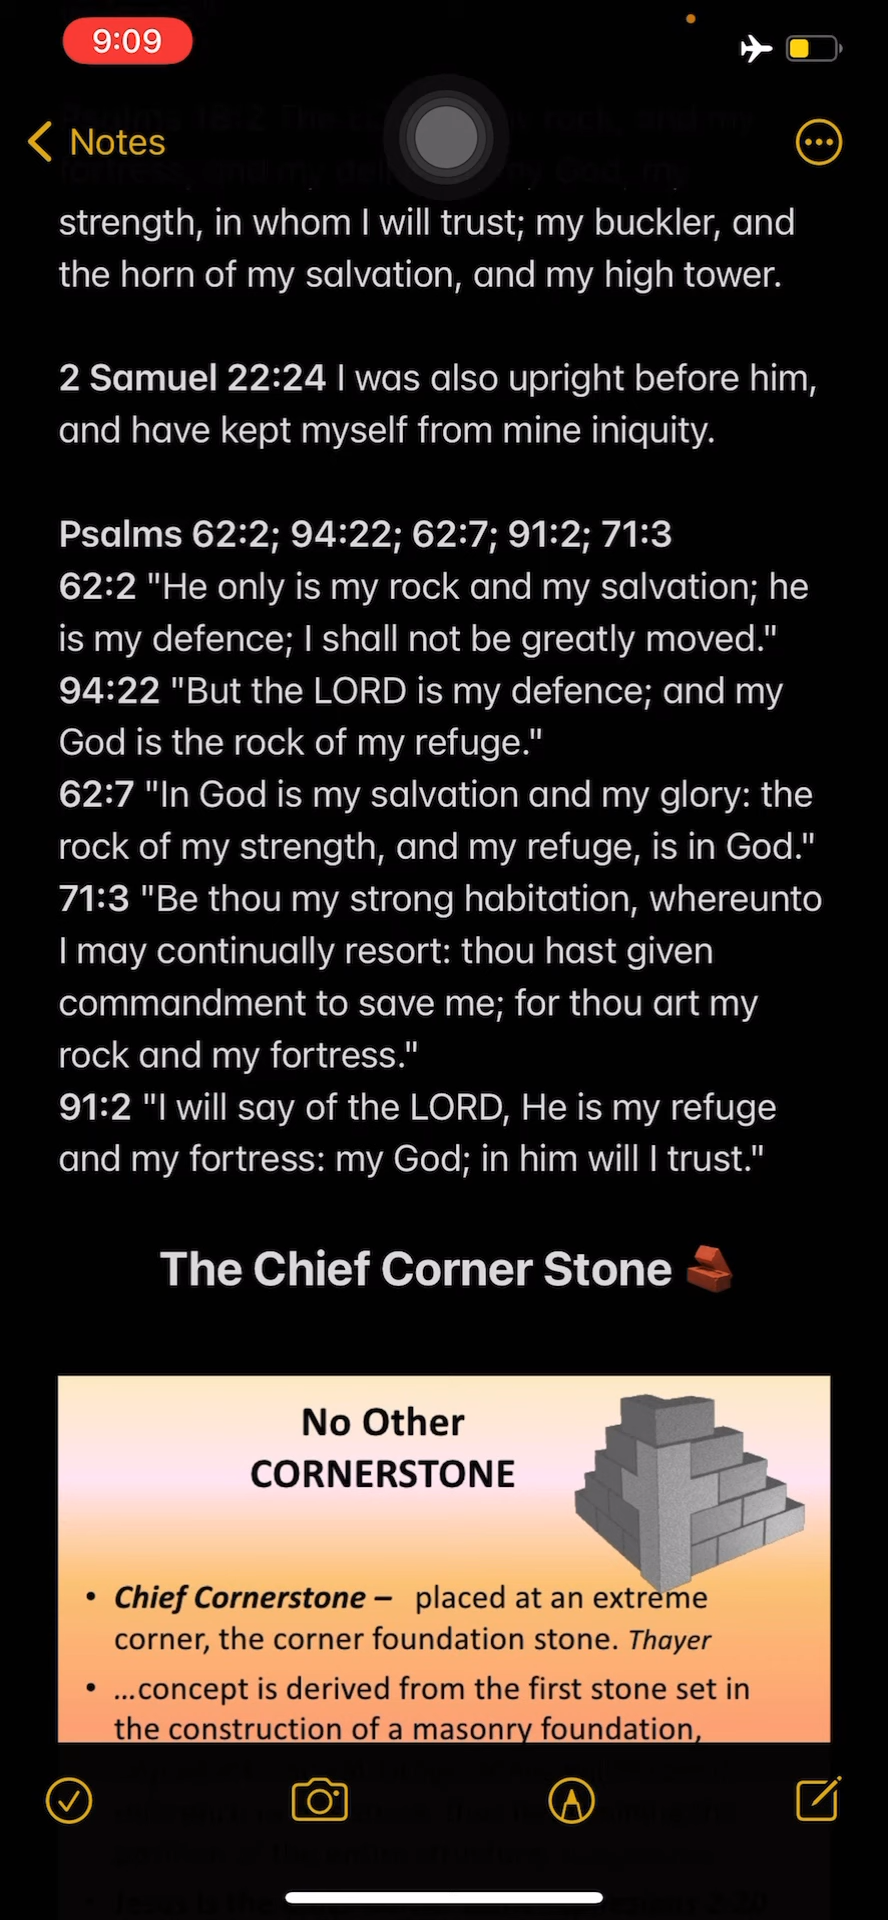 9:09
Notes
strength, in whom I will trust; my buckler, and
the horn of my salvation, and my high tower.
2 Samuel 22:24 I was also upright before him,
and have kept myself from mine iniquity.
Psalms 62:2; 94:22; 62:7; 91:2; 71:3
62:2 "He only is my rock and my salvation; he
is my defence; I shall not be greatly moved."
94:22 "But the LORD is my defence; and my
God is the rock of my refuge."
62:7 "In God is my salvation and my glory: the
rock of my strength, and my refuge, is in God."
71:3 "Be thou my strong habitation, whereunto
I may continually resort: thou hast given
commandment to save me; for thou art my
rock and my fortress."
91:2 "I will say of the LORD, He is my refuge
and my fortress: my God; in him will I trust."
The Chief Corner Stone
No Other
CORNERSTONE
• Chief Cornerstone – placed at an extreme
corner, the corner foundation stone. Thayer
• ...concept is derived from the first stone set in
the construction of a masonry foundation,